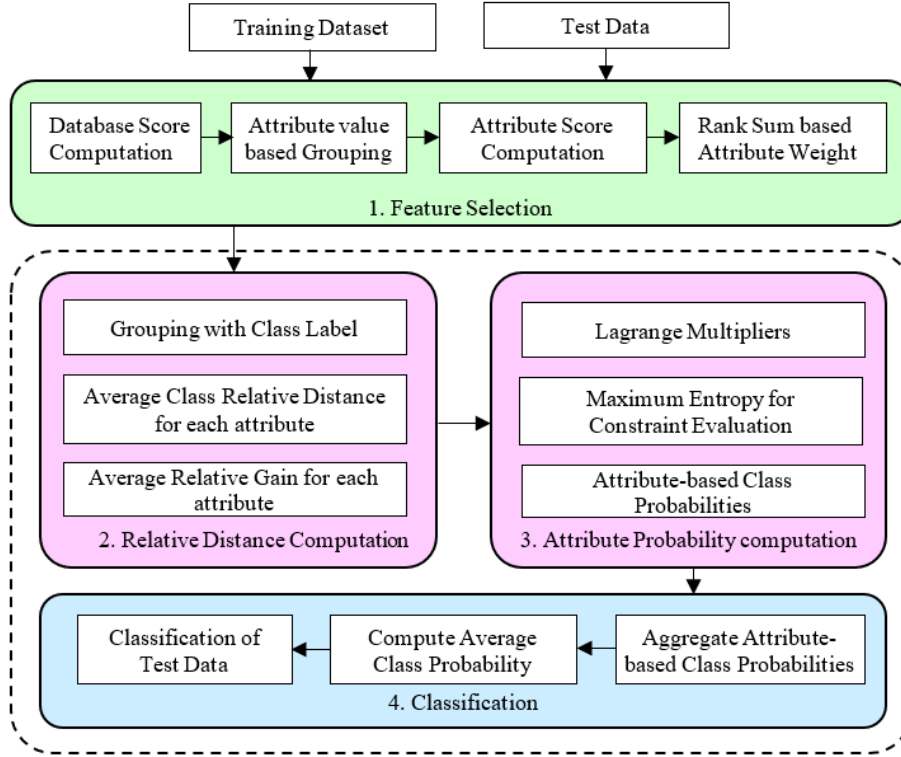 Training Dataset
Test Data
Database Score
Computation
Attribute value
based Grouping
Attribute Score
Computation
Rank Sum based
Attribute Weight
1. Feature Selection
Grouping with Class Label
Average Class Relative Distance
for each attribute
Average Relative Gain for each
attribute
2. Relative Distance Computation
Lagrange Multipliers
Maximum Entropy for
Constraint Evaluation
Attribute-based Class
Probabilities
3. Attribute Probability computation
Classification of
Test Data
Compute Average
Class Probability
Aggregate Attribute-
based Class Probabilities
4. Classification